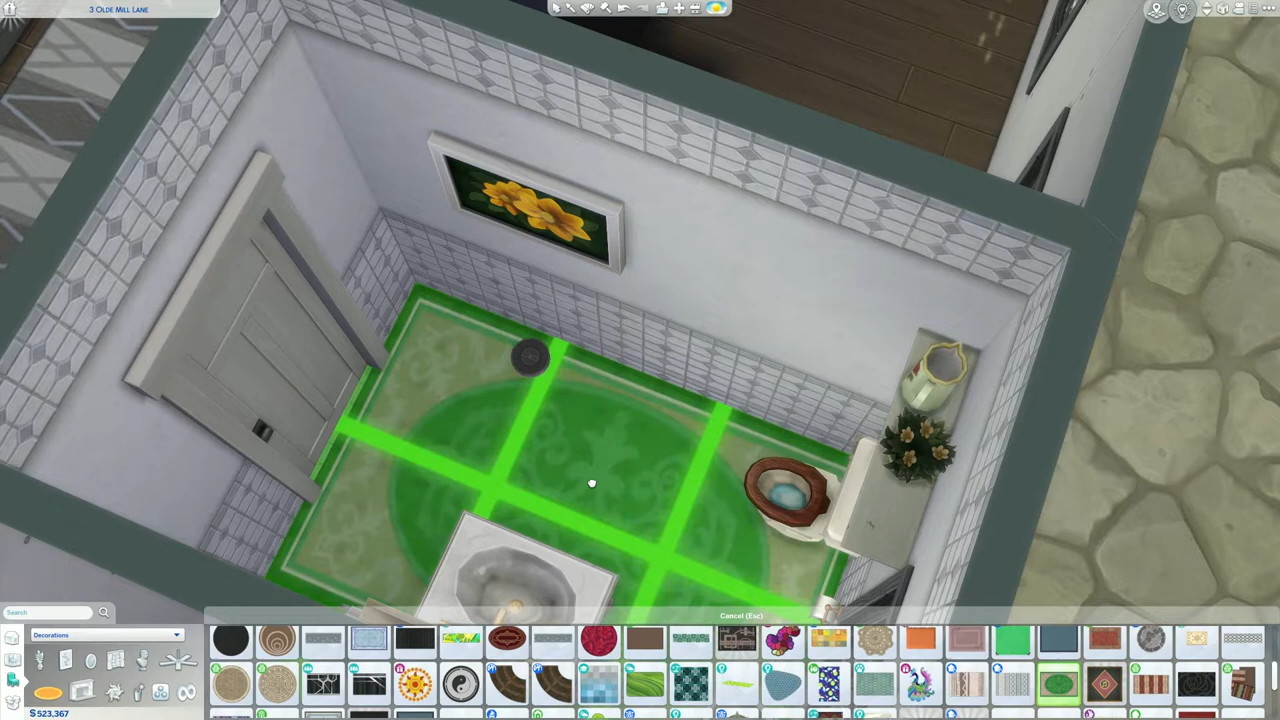 3 OLDE MILL LANE
Cancel (Esc)
Search
Decorations
§523,367